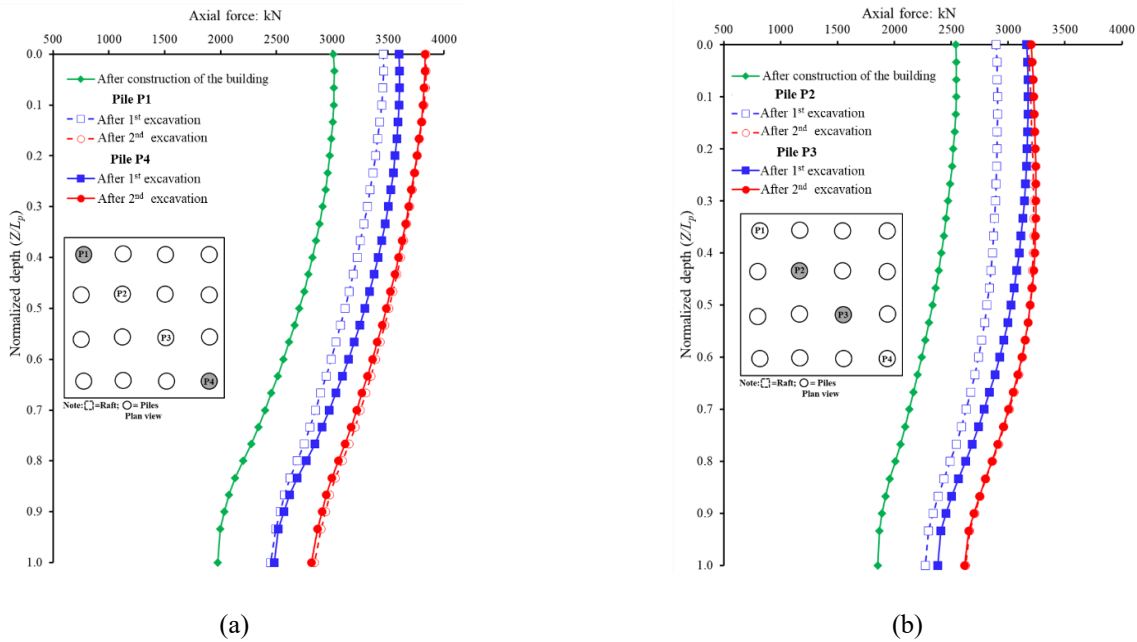 Axial force: kN
500 1000 1500 2000 2500 3000 3500 4000
0.0
0.1
0.2
0.3
0.4
0.5
0.6
0.7
0.8
0.9
1.0
Normalized depth (Z/Lp)
After construction of the building
Pile P1
After 1st excavation
After 2nd excavation
Pile P4
After 1st excavation
After 2nd excavation
P1
P2
P3
P4
Note: =Raft; =Piles
Plan view
(a)
Axial force: kN
500 1000 1500 2000 2500 3000 3500 4000
0.0
0.1
0.2
0.3
0.4
0.5
0.6
0.7
0.8
0.9
1.0
Normalized depth (Z/Lp)
After construction of the building
Pile P2
After 1st excavation
After 2nd excavation
Pile P3
After 1st excavation
After 2nd excavation
P1
P2
P3
P4
Note: =Raft; =Piles
Plan view
(b)